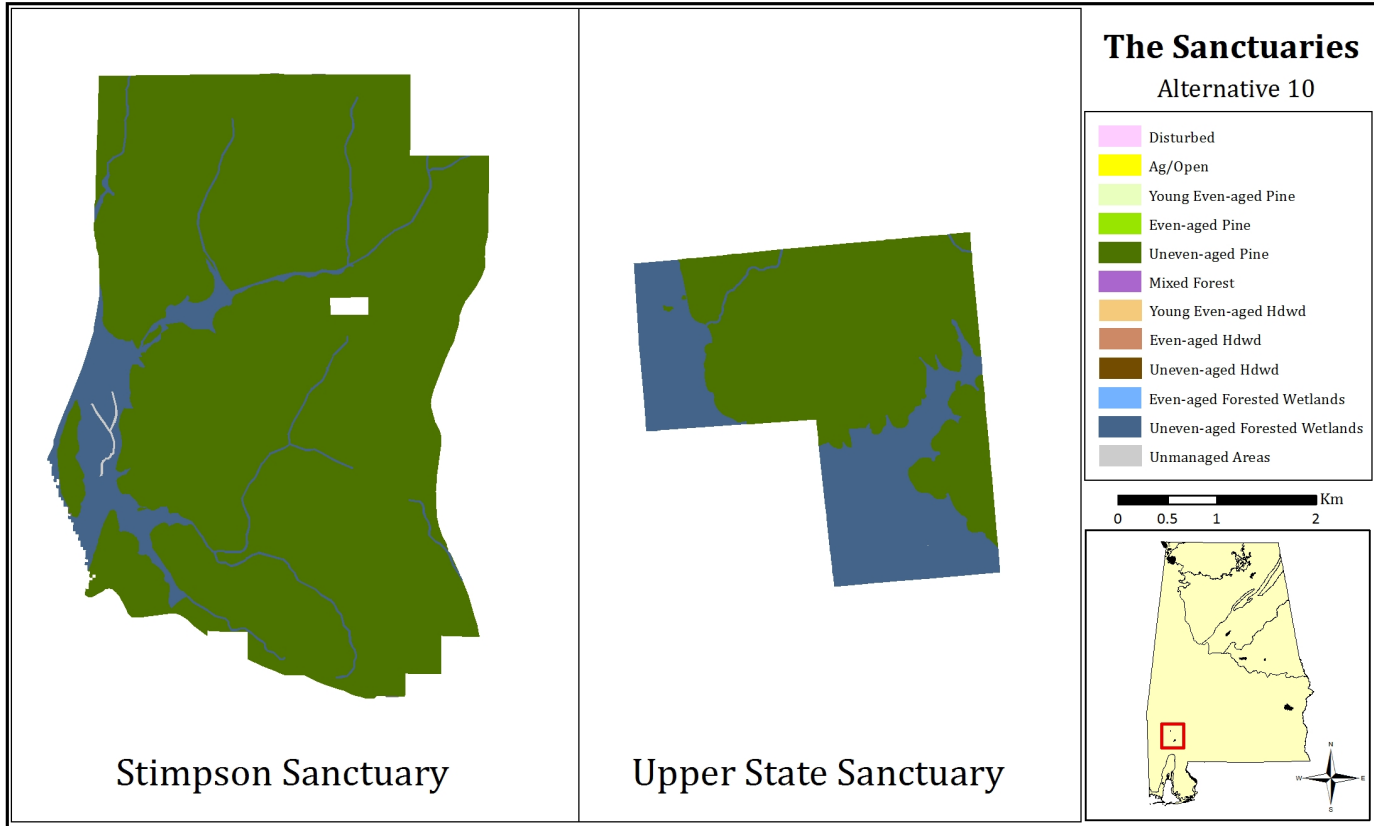 The Sanctuaries
Alternative 10
Disturbed
Ag/Open
Young Even-aged Pine
Even-aged Pine
Uneven-aged Pine
Mixed Forest
Young Even-aged Hdwd
Even-aged Hdwd
Uneven-aged Hdwd
Even-aged Forested Wetlands
Uneven-aged Forested Wetlands
Unmanaged Areas
Km
0 0.5 1 2
N
W E
S
Stimpson Sanctuary
Upper State Sanctuary